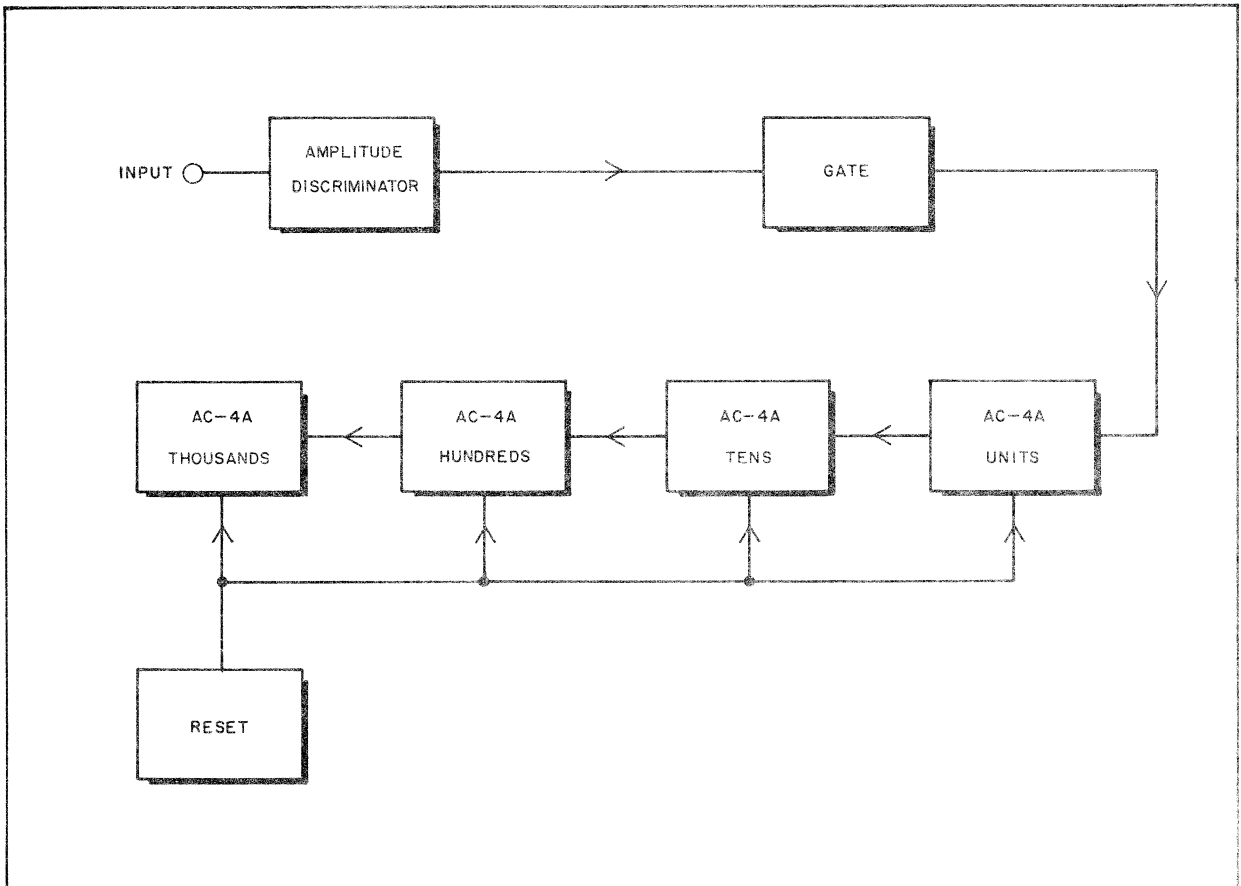 INPUT
AMPLITUDE
DISCRIMINATOR
GATE
AC-4A
THOUSANDS
AC-4A
HUNDREDS
AC-4A
TENS
AC-4A
UNITS
RESET